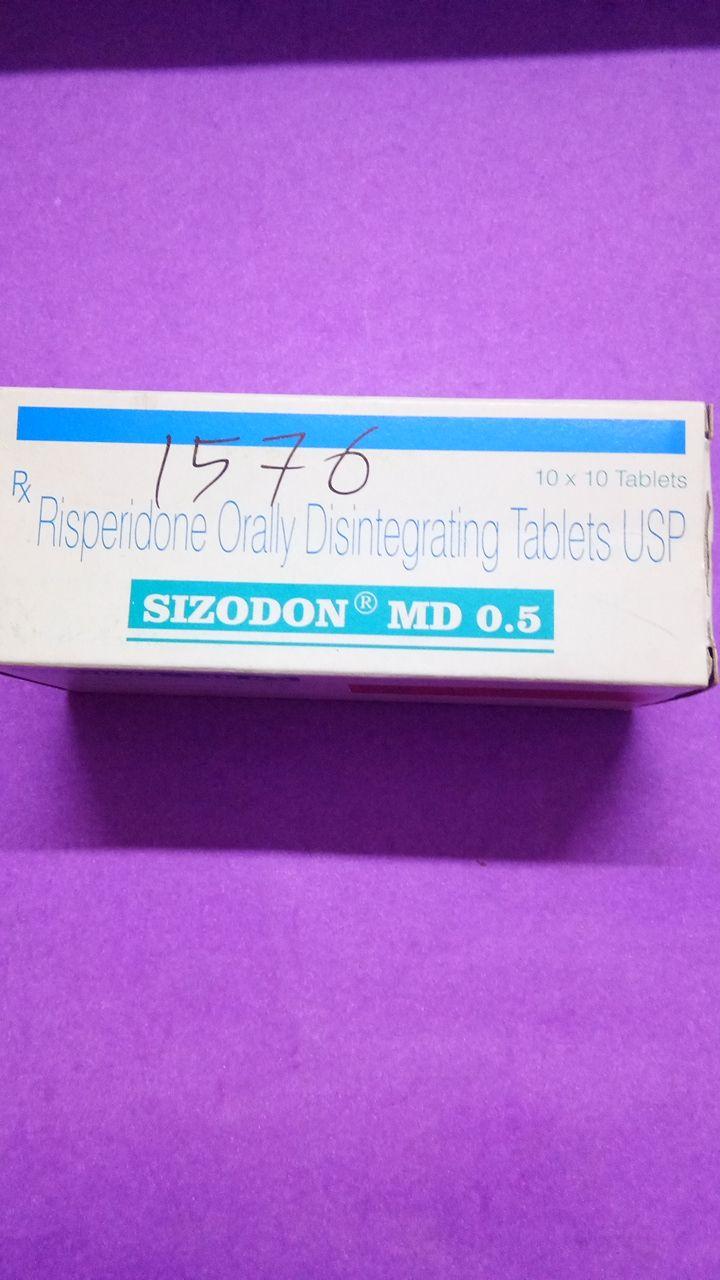 1576
10 x 10 Tablets
Rx Risperidone Orally Disintegrating Tablets USP
SIZODON® MD 0.5